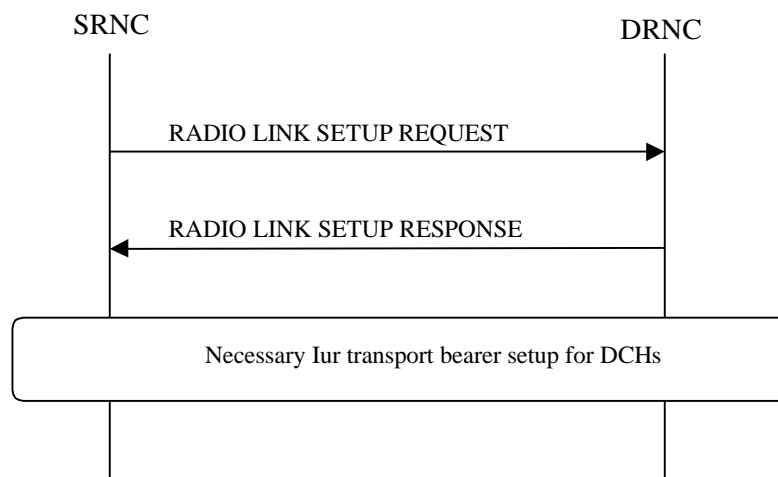 SRNC
DRNC
RADIO LINK SETUP REQUEST
RADIO LINK SETUP RESPONSE
Necessary Iur transport bearer setup for DCHs